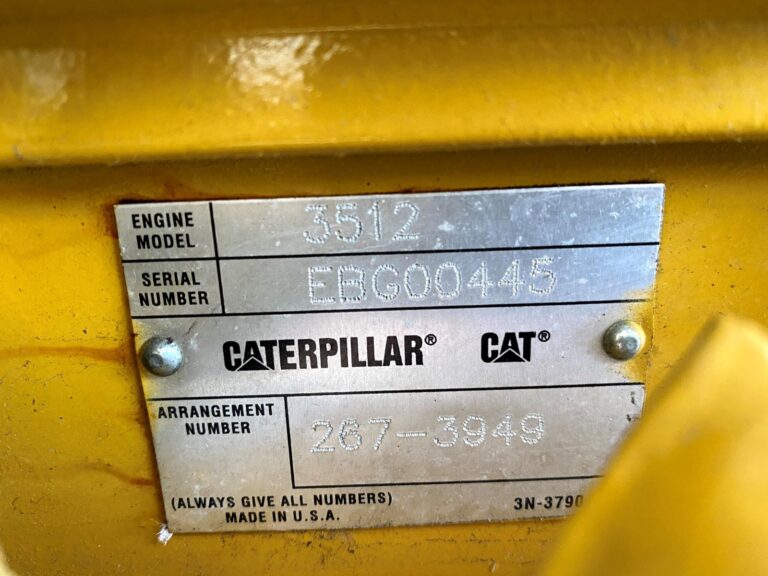 ENGINE MODEL 3512
SERIAL NUMBER EBG00445
CATERPILLAR® CAT®
ARRANGEMENT NUMBER 267-3949
(ALWAYS GIVE ALL NUMBERS)
MADE IN U.S.A. 3N-3790